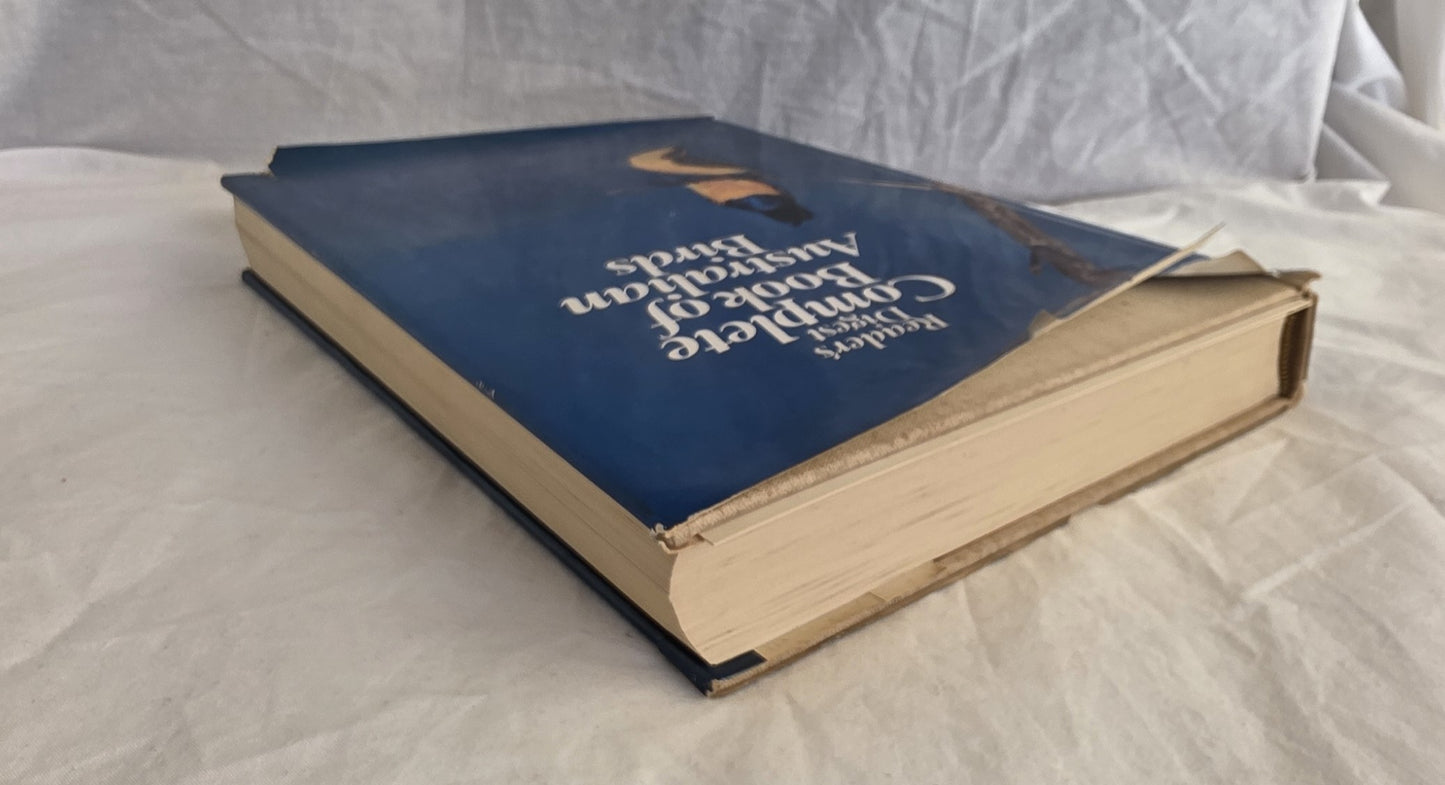 Reader's
Digest
Complete
Book of
Australian
Birds